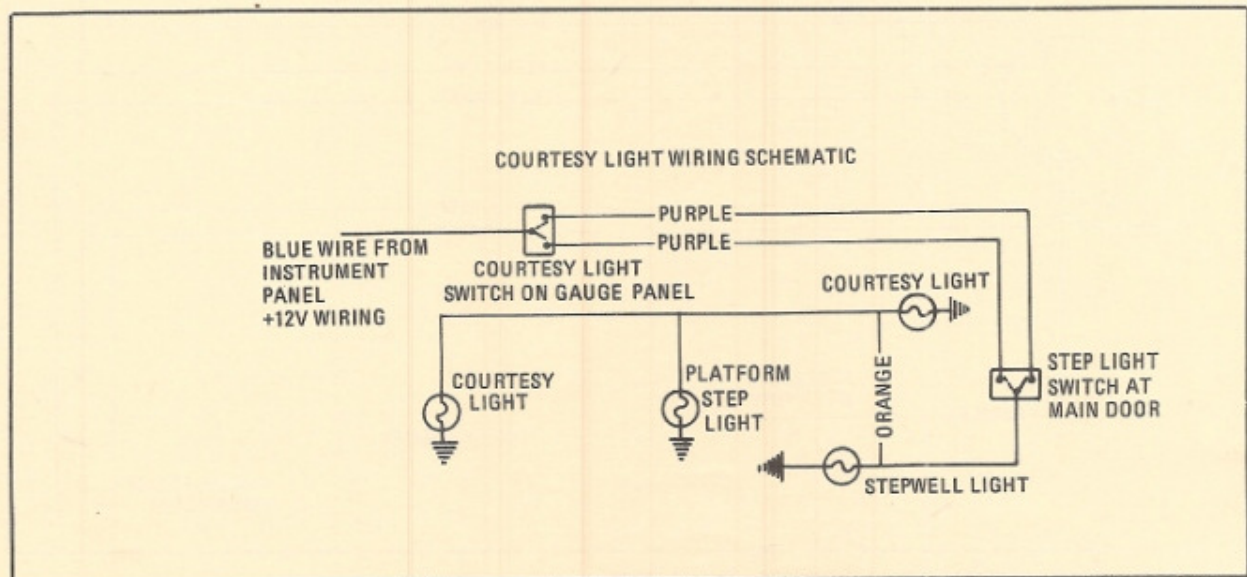 COURTESY LIGHT WIRING SCHEMATIC
PURPLE
PURPLE
BLUE WIRE FROM
INSTRUMENT
PANEL
+12V WIRING
COURTESY LIGHT
SWITCH ON GAUGE PANEL
COURTESY LIGHT
COURTESY
LIGHT
PLATFORM
STEP
LIGHT
ORANGE
STEP LIGHT
SWITCH AT
MAIN DOOR
STEPWELL LIGHT